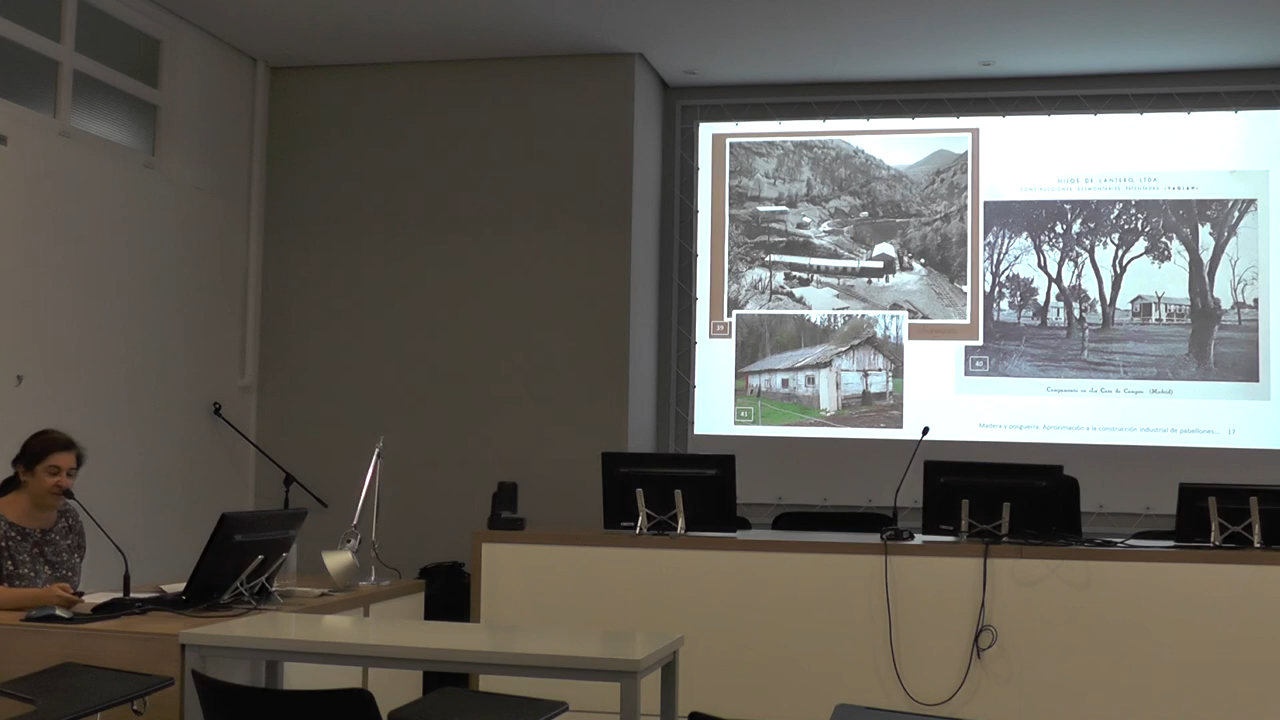 HIJOS DE LANTERO, LTDA.
CONSTRUCCIONES DESMONTABLES PATENTADAS
39
40
41
Campamento en «La Casa de Campo» (Madrid)
Madera y posguerra. Aproximación a la construcción industrial de pabellones... 17